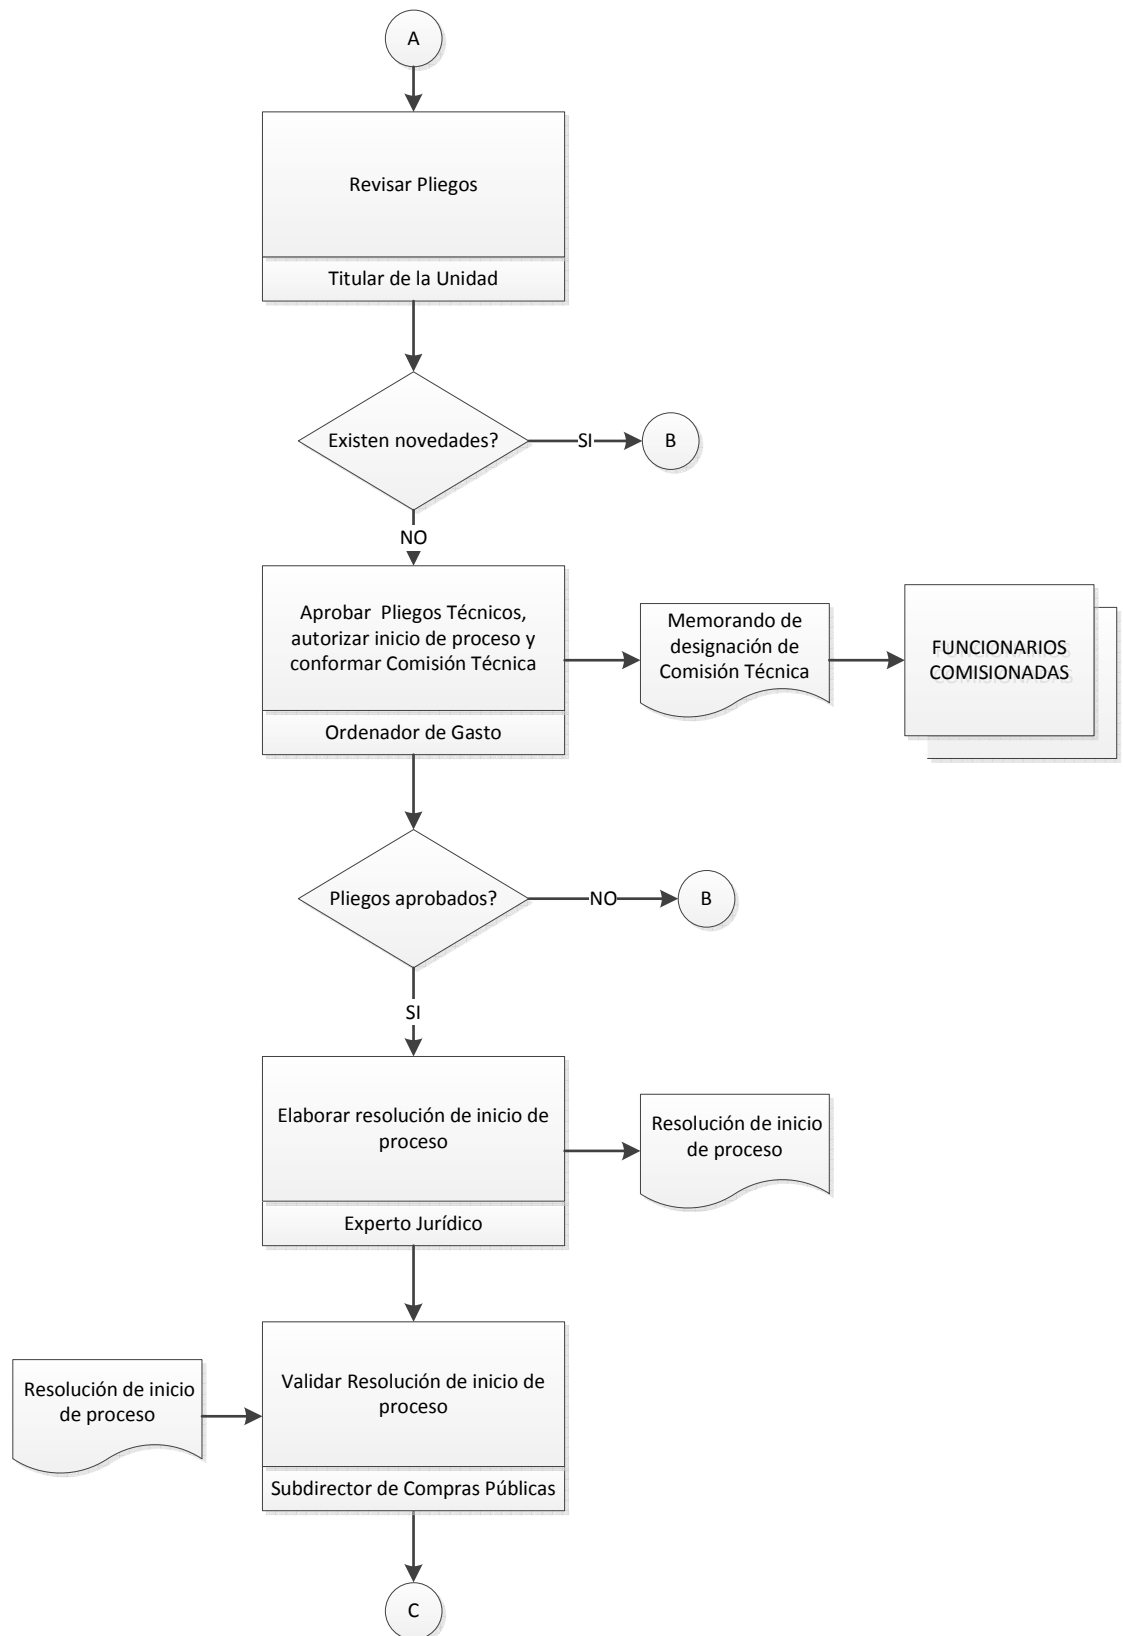 A
Revisar Pliegos
Titular de la Unidad
Existen novedades?
SI
B
NO
Aprobar Pliegos Técnicos,
autorizar inicio de proceso y
conformar Comisión Técnica
Ordenador de Gasto
Memorando de
designación de
Comisión Técnica
FUNCIONARIOS
COMISIONADAS
Pliegos aprobados?
NO
B
SI
Elaborar resolución de inicio de
proceso
Experto Jurídico
Resolución de inicio
de proceso
Resolución de inicio
de proceso
Validar Resolución de inicio de
proceso
Subdirector de Compras Públicas
C